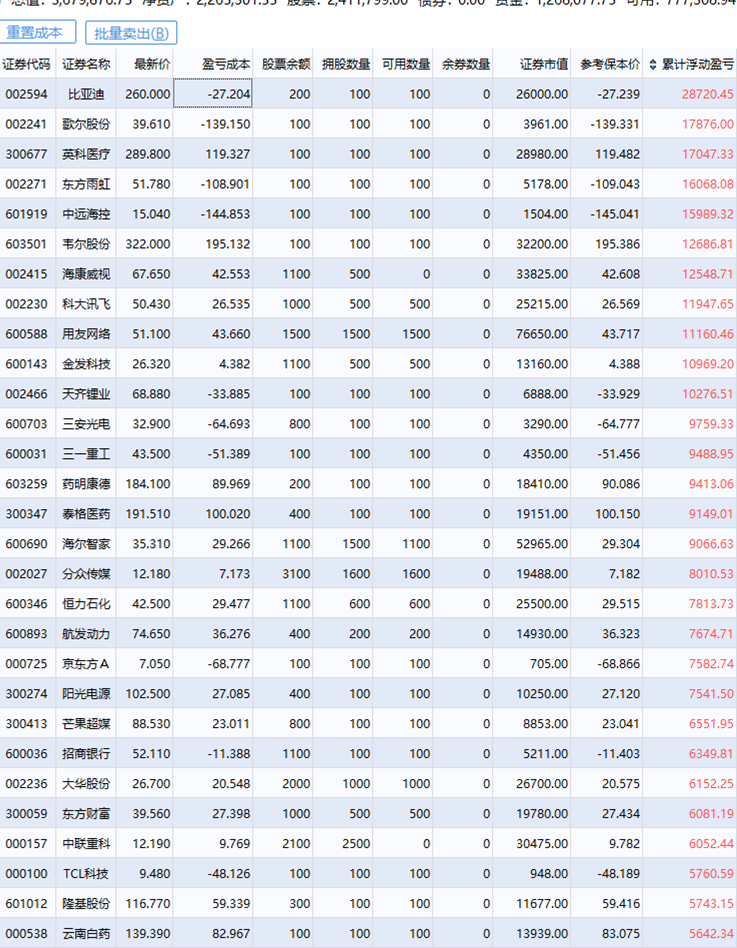 总值：3,679,876.75 净资产：2,263,301.55 股票：2,411,799.00 债券：0.00 资金：1,268,077.75 可用：777,508.94
重置成本 批量卖出(B)
证券代码 证券名称 最新价 盈亏成本 股票余额 拥股数量 可用数量 余券数量 证券市值 参考保本价 累计浮动盈亏
002594 比亚迪 260.000 -27.204 200 100 100 0 26000.00 -27.239 28720.45
002241 歌尔股份 39.610 -139.150 100 100 100 0 3961.00 -139.331 17876.00
300677 英科医疗 289.800 119.327 100 100 100 0 28980.00 119.482 17047.33
002271 东方雨虹 51.780 -108.901 100 100 100 0 5178.00 -109.043 16068.08
601919 中远海控 15.040 -144.853 100 100 100 0 1504.00 -145.041 15989.32
603501 韦尔股份 322.000 195.132 100 100 100 0 32200.00 195.386 12686.81
002415 海康威视 67.650 42.553 1100 500 0 0 33825.00 42.608 12548.71
002230 科大讯飞 50.430 26.535 1000 500 500 0 25215.00 26.569 11947.65
600588 用友网络 51.100 43.660 1500 1500 1500 0 76650.00 43.717 11160.46
600143 金发科技 26.320 4.382 1100 500 500 0 13160.00 4.388 10969.20
002466 天齐锂业 68.880 -33.885 100 100 100 0 6888.00 -33.929 10276.51
600703 三安光电 32.900 -64.693 800 100 100 0 3290.00 -64.777 9759.33
600031 三一重工 43.500 -51.389 100 100 100 0 4350.00 -51.456 9488.95
603259 药明康德 184.100 89.969 200 100 100 0 18410.00 90.086 9413.06
300347 泰格医药 191.510 100.020 400 100 100 0 19151.00 100.150 9149.01
600690 海尔智家 35.310 29.266 1100 1500 1100 0 52965.00 29.304 9066.63
002027 分众传媒 12.180 7.173 3100 1600 1600 0 19488.00 7.182 8010.53
600346 恒力石化 42.500 29.477 1100 600 600 0 25500.00 29.515 7813.73
600893 航发动力 74.650 36.276 400 200 200 0 14930.00 36.323 7674.71
000725 京东方A 7.050 -68.777 100 100 100 0 705.00 -68.866 7582.74
300274 阳光电源 102.500 27.085 400 100 100 0 10250.00 27.120 7541.50
300413 芒果超媒 88.530 23.011 800 100 100 0 8853.00 23.041 6551.95
600036 招商银行 52.110 -11.388 1100 100 100 0 5211.00 -11.403 6349.81
002236 大华股份 26.700 20.548 2000 1000 1000 0 26700.00 20.575 6152.25
300059 东方财富 39.560 27.398 1000 500 500 0 19780.00 27.434 6081.19
000157 中联重科 12.190 9.769 2100 2500 0 0 30475.00 9.782 6052.44
000100 TCL科技 9.480 -48.126 100 100 100 0 948.00 -48.189 5760.59
601012 隆基股份 116.770 59.339 300 100 100 0 11677.00 59.416 5743.15
000538 云南白药 139.390 82.967 100 100 100 0 13939.00 83.075 5642.34